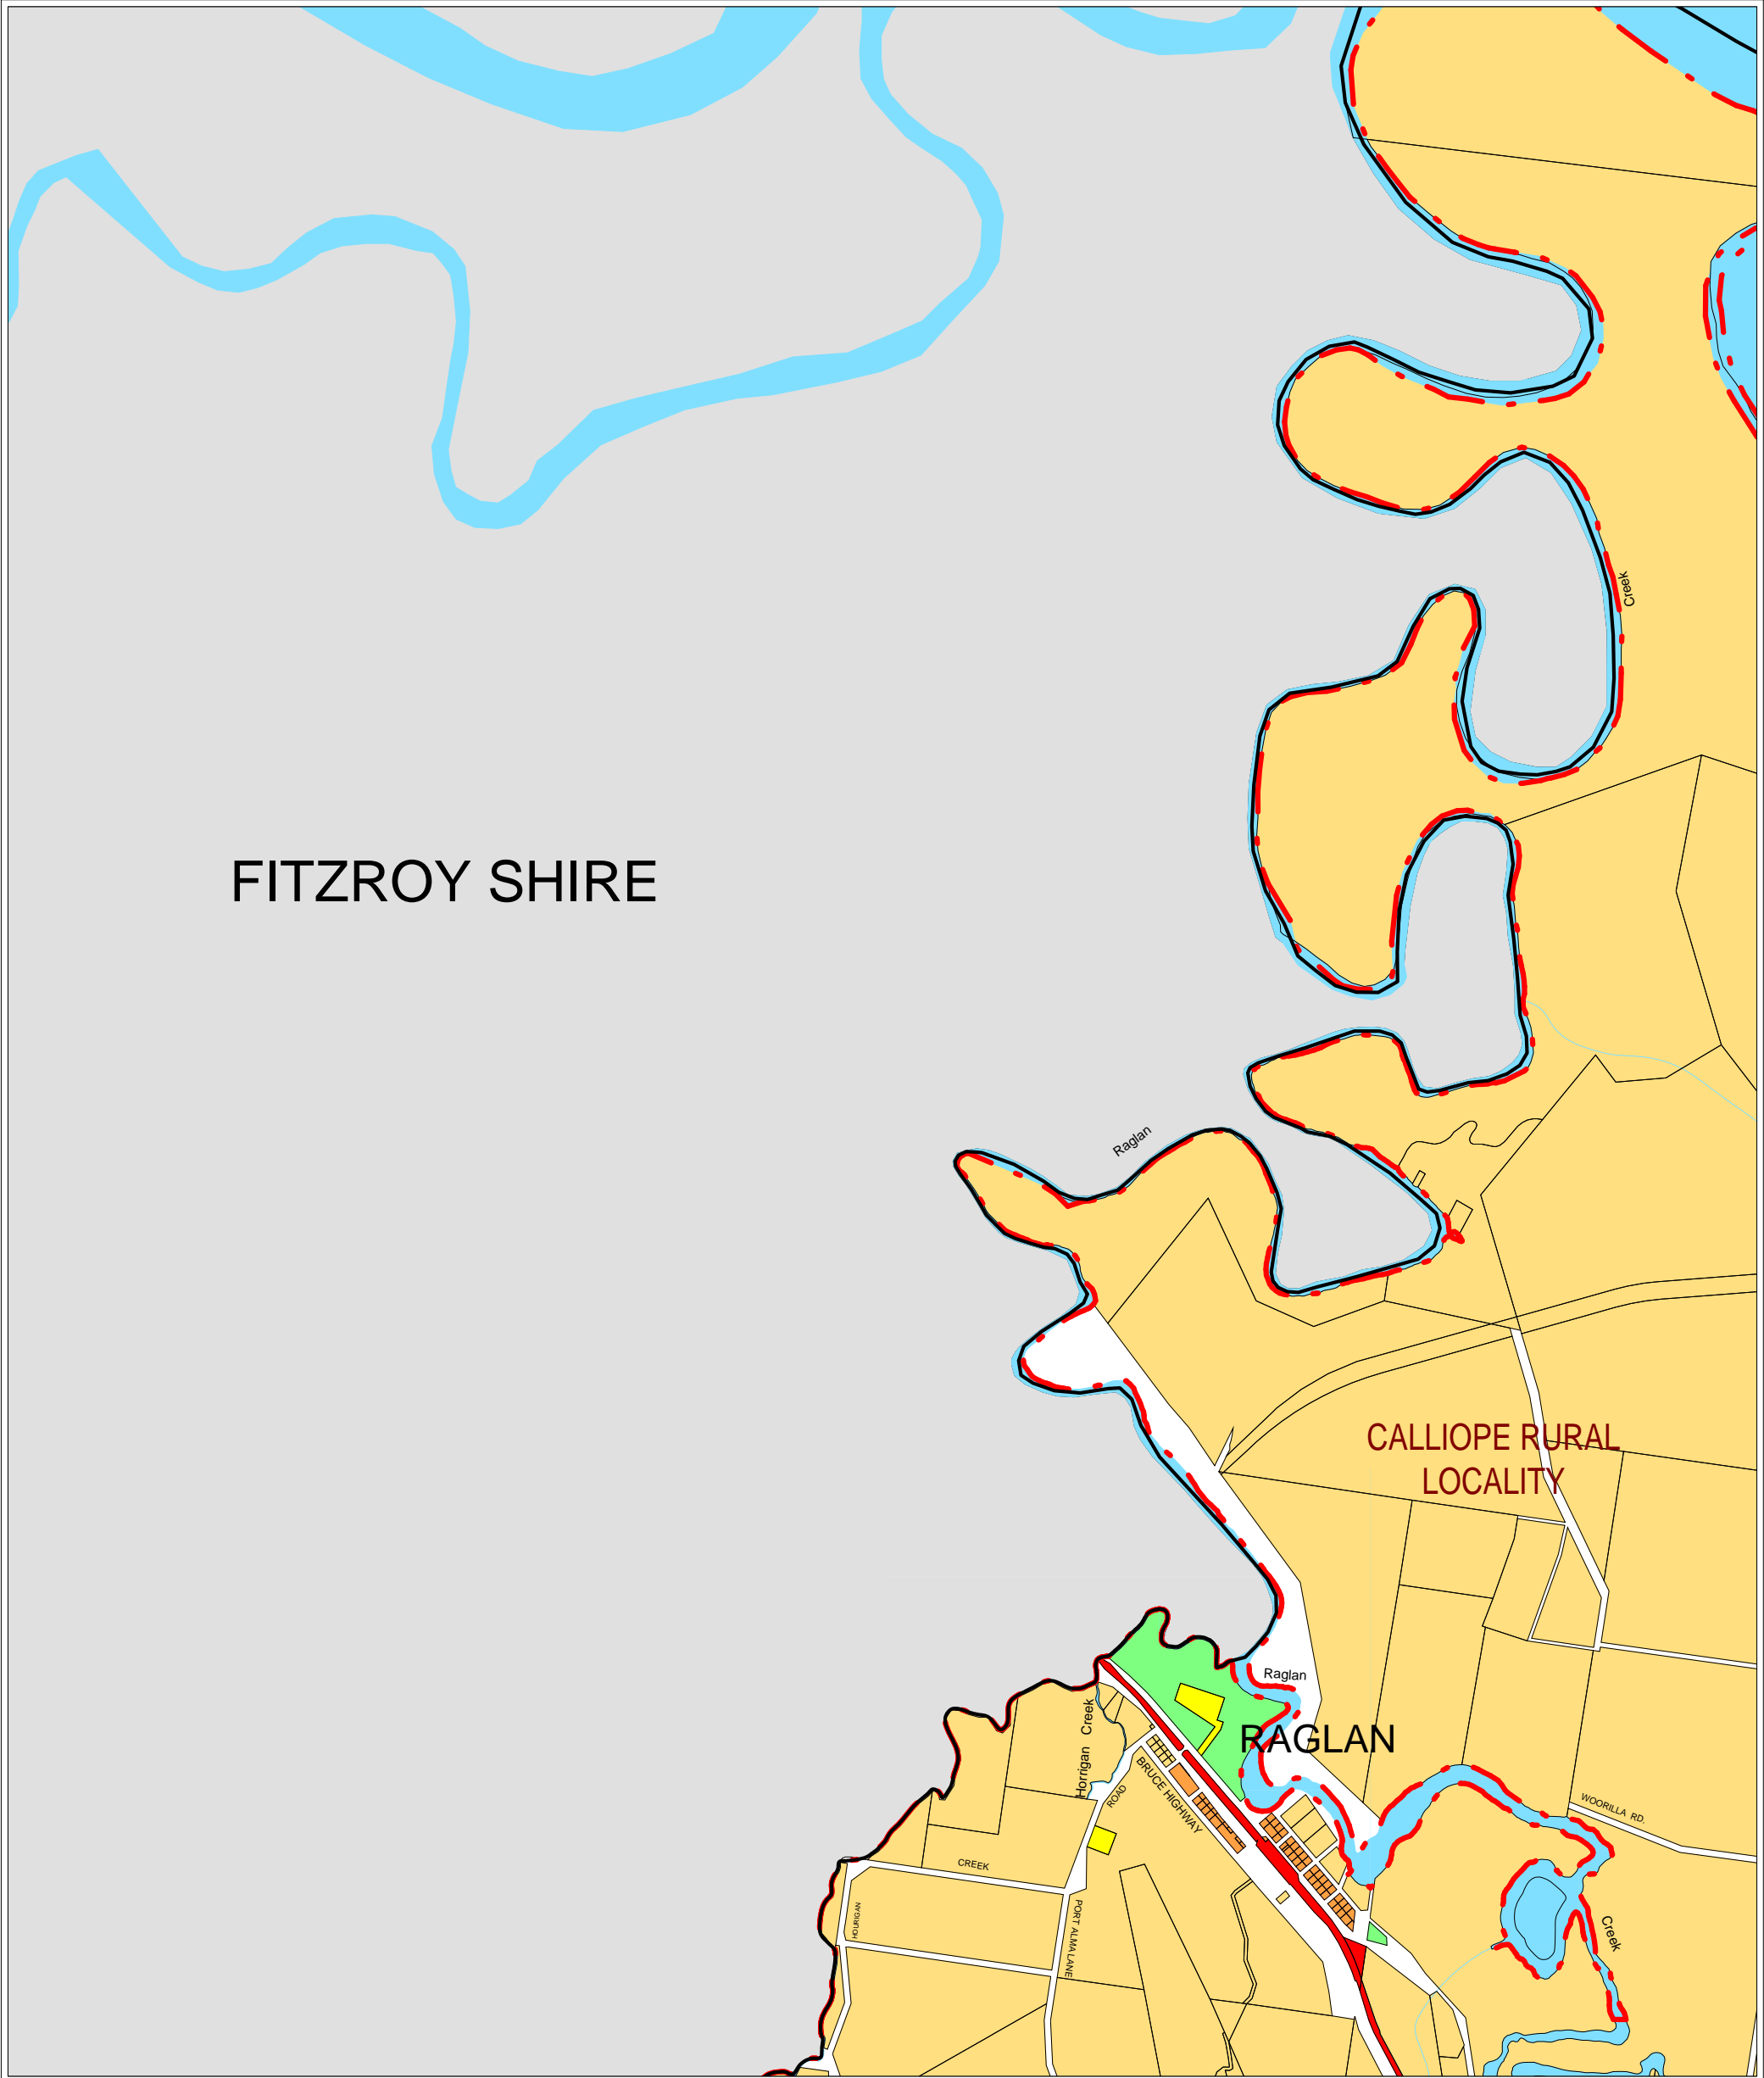 Creek
FITZROY SHIRE
Raglan
CALLIOPE RURAL
LOCALITY
Raglan
Horrigan Creek
RAGLAN
ROAD
BRUCE HIGHWAY
WOORILLA RD.
CREEK
HOURIGAN
PORT ALMA LANE
Creek